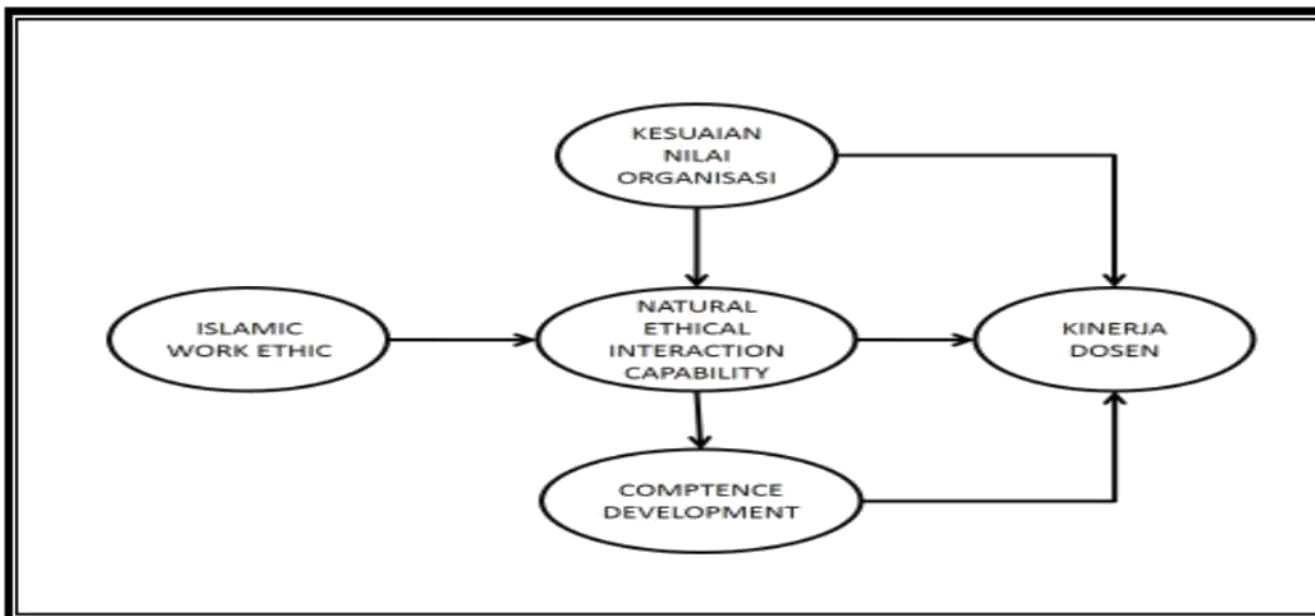 KESUAIAN
NILAI
ORGANISASI
ISLAMIC
WORK ETHIC
NATURAL
ETHICAL
INTERACTION
CAPABILITY
KINERJA
DOSEN
COMPTENCE
DEVELOPMENT